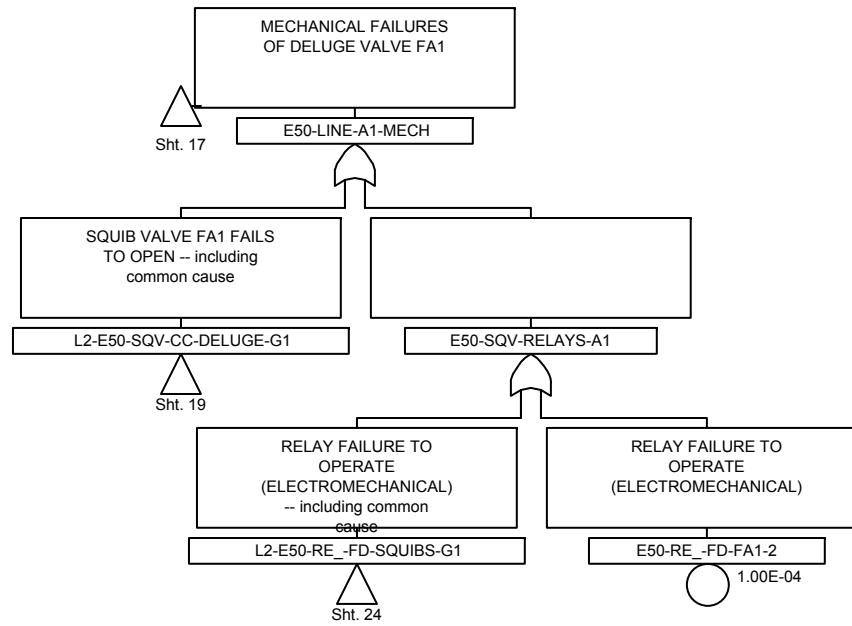 MECHANICAL FAILURES
OF DELUGE VALVE FA1
Sht. 17
E50-LINE-A1-MECH
SQUIB VALVE FA1 FAILS
TO OPEN -- including
common cause
L2-E50-SQV-CC-DELUGE-G1
E50-SQV-RELAYS-A1
Sht. 19
RELAY FAILURE TO
OPERATE
(ELECTROMECHANICAL)
-- including common
cause
RELAY FAILURE TO
OPERATE
(ELECTROMECHANICAL)
L2-E50-RE_-FD-SQUIBS-G1
E50-RE_-FD-FA1-2
1.00E-04
Sht. 24